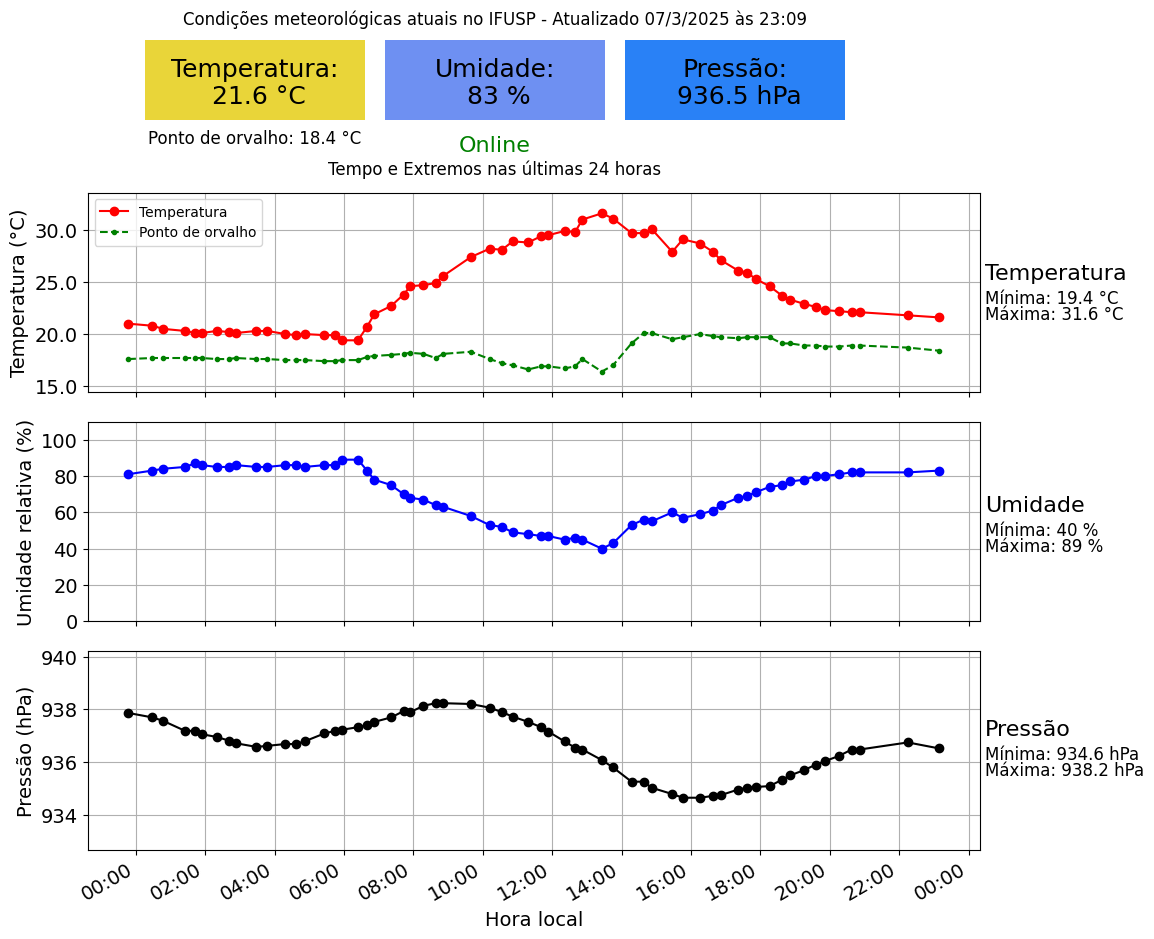 Condições meteorológicas atuais no IFUSP - Atualizado 07/3/2025 às 23:09
Temperatura:
21.6 °C
Umidade:
83 %
Pressão:
936.5 hPa
Ponto de orvalho: 18.4 °C
Online
Tempo e Extremos nas últimas 24 horas
Temperatura (°C)
30.0
25.0
20.0
15.0
Temperatura
Ponto de orvalho
Temperatura
Mínima: 19.4 °C
Máxima: 31.6 °C
Umidade relativa (%)
100
80
60
40
20
0
Umidade
Mínima: 40 %
Máxima: 89 %
Pressão (hPa)
940
938
936
934
Pressão
Mínima: 934.6 hPa
Máxima: 938.2 hPa
00:00 02:00 04:00 06:00 08:00 10:00 12:00 14:00 16:00 18:00 20:00 22:00 00:00
Hora local